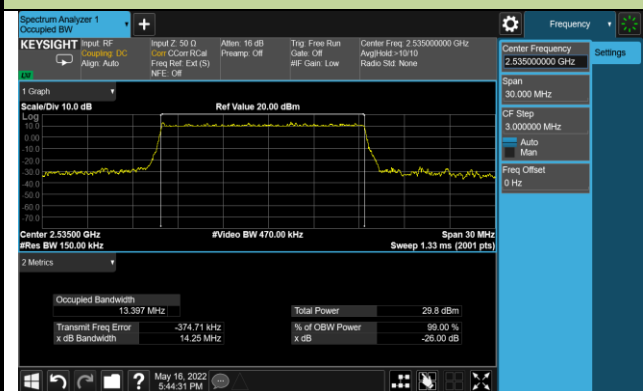 Spectrum Analyzer 1
Occupied BW
+
Frequency
KEYSIGHT Input: RF Input Z: 50 Ω Atten: 16 dB Trig: Free Run Center Freq: 2.535000000 GHz
Coupling: DC Corr CCorr RCal Preamp: Off Gate: Off Avg|Hold:>10/10
Align: Auto Freq Ref: Ext (S) #IF Gain: Low Radio Std: None
NFE: Off
Center Frequency
2.535000000 GHz
Settings
Span
30.000 MHz
CF Step
3.000000 MHz
Auto
Man
Freq Offset
0 Hz
1 Graph
Scale/Div 10.0 dB Ref Value 20.00 dBm
Log
10.0
0.00
-10.0
-20.0
-30.0
-40.0
-50.0
-60.0
-70.0
Center 2.53500 GHz #Video BW 470.00 kHz Span 30 MHz
#Res BW 150.00 kHz Sweep 1.33 ms (2001 pts)
2 Metrics
Occupied Bandwidth
13.397 MHz Total Power 29.8 dBm
Transmit Freq Error -374.71 kHz % of OBW Power 99.00 %
x dB Bandwidth 14.25 MHz x dB -26.00 dB
? May 16, 2022
5:44:31 PM